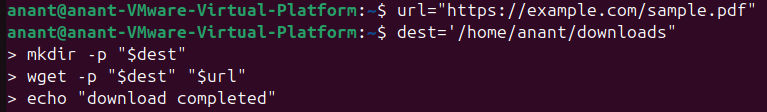 anant@anant-VMware-Virtual-Platform:~$ url="https://example.com/sample.pdf"
anant@anant-VMware-Virtual-Platform:~$ dest='/home/anant/downloads"
> mkdir -p "$dest"
> wget -p "$dest" "$url"
> echo "download completed"